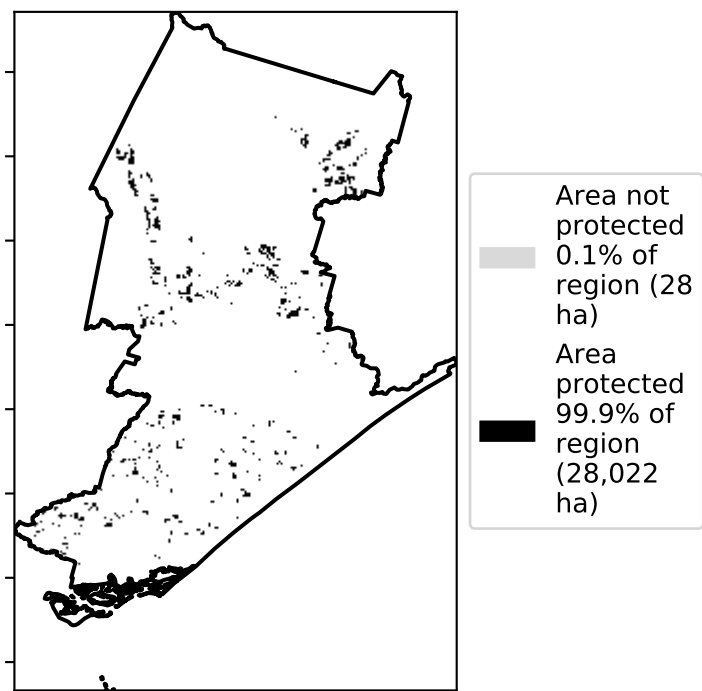 Area not
protected
0.1% of
region (28
ha)
Area
protected
99.9% of
region
(28,022
ha)